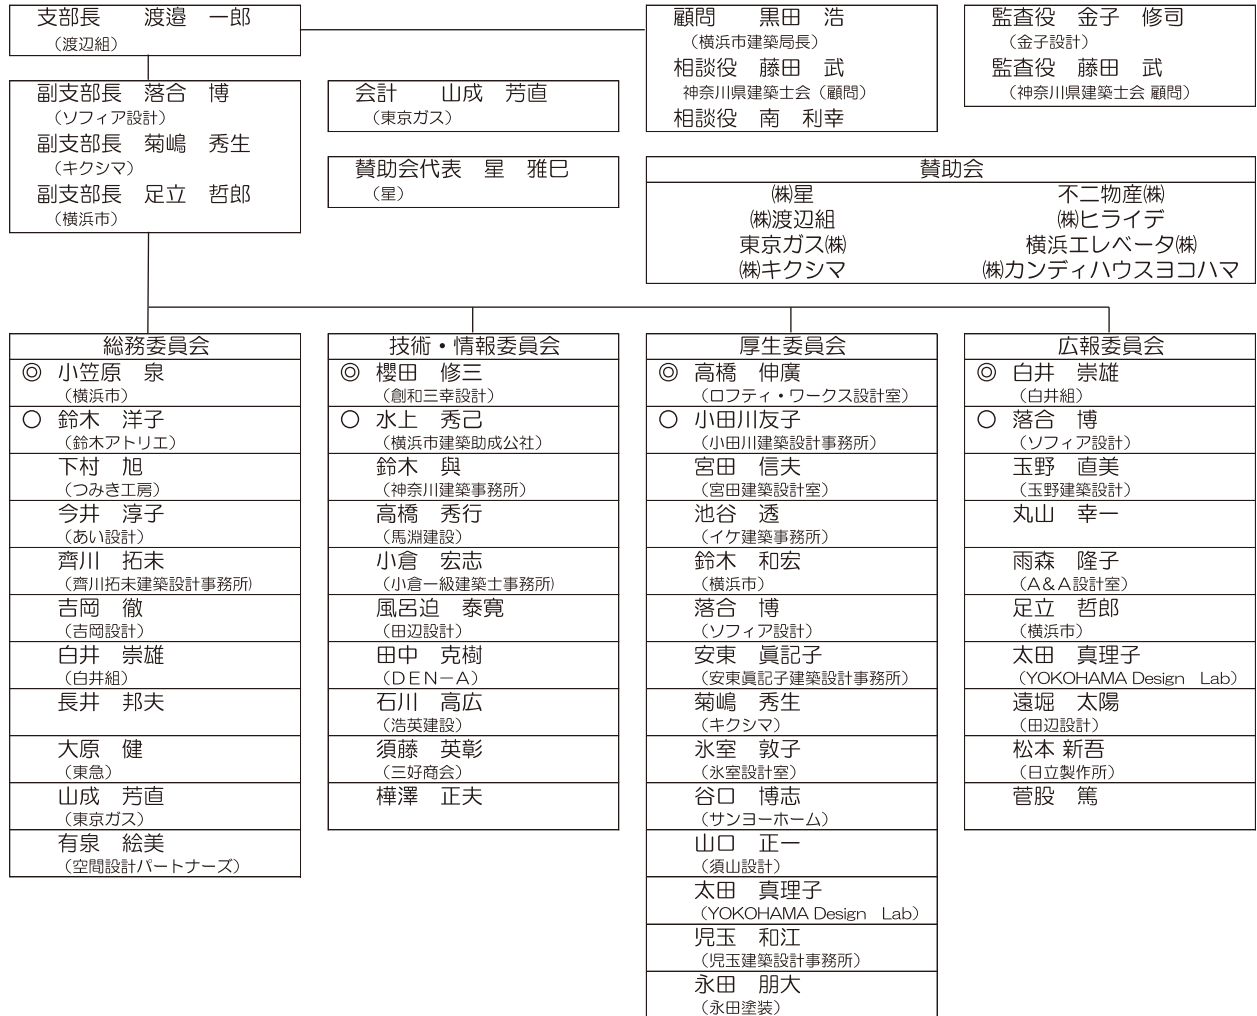 支部長　渡邉　一郎
（渡辺組）
副支部長　落合　博
（ソフィア設計）
副支部長　菊嶋　秀生
（キクシマ）
副支部長　足立　哲郎
（横浜市）
会計　　山成　芳直
（東京ガス）
賛助会代表　星　雅巳
（星）
顧問　　黒田　浩
（横浜市建築局長）
相談役　藤田　武
神奈川県建築士会（顧問）
相談役　南　利幸
監査役　金子　修司
（金子設計）
監査役　藤田　武
（神奈川県建築士会 顧問）
賛助会
㈱星　不二物産㈱
㈱渡辺組　㈱ヒライデ
東京ガス㈱　横浜エレベータ㈱
㈱キクシマ　㈱カンディハウスヨコハマ
総務委員会
◎　小笠原　泉
（横浜市）
○　鈴木　洋子
（鈴木アトリエ）
下村　旭
（つみき工房）
今井　淳子
（あい設計）
齊川　拓未
（齊川拓未建築設計事務所）
吉岡　徹
（吉岡設計）
白井　崇雄
（白井組）
長井　邦夫
大原　健
（東急）
山成　芳直
（東京ガス）
有泉　絵美
（空間設計パートナーズ）
技術・情報委員会
◎　櫻田　修三
（創和三幸設計）
○　水上　秀己
（横浜市建築助成公社）
鈴木　與
（神奈川建築事務所）
高橋　秀行
（馬淵建設）
小倉　宏志
（小倉一級建築士事務所）
風呂迫　泰寛
（田辺設計）
田中　克樹
（ＤＥＮ－Ａ）
石川　高広
（浩英建設）
須藤　英彰
（三好商会）
樺澤　正夫
厚生委員会
◎　高橋　伸廣
（ロフティ・ワークス設計室）
○　小田川友子
（小田川建築設計事務所）
宮田　信夫
（宮田建築設計室）
池谷　透
（イケ建築事務所）
鈴木　和宏
（横浜市）
落合　博
（ソフィア設計）
安東　眞記子
（安東眞記子建築設計事務所）
菊嶋　秀生
（キクシマ）
氷室　敦子
（氷室設計室）
谷口　博志
（サンヨーホーム）
山口　正一
（須山設計）
太田　真理子
（YOKOHAMA Design　Lab）
児玉　和江
（児玉建築設計事務所）
永田　朋大
（永田塗装）
広報委員会
◎　白井　崇雄
（白井組）
○　落合　博
（ソフィア設計）
玉野　直美
（玉野建築設計）
丸山　幸一
雨森　隆子
（Ａ＆Ａ設計室）
足立　哲郎
（横浜市）
太田　真理子
（YOKOHAMA Design　Lab）
遠堀　太陽
（田辺設計）
松本 新吾
（日立製作所）
菅股　篤